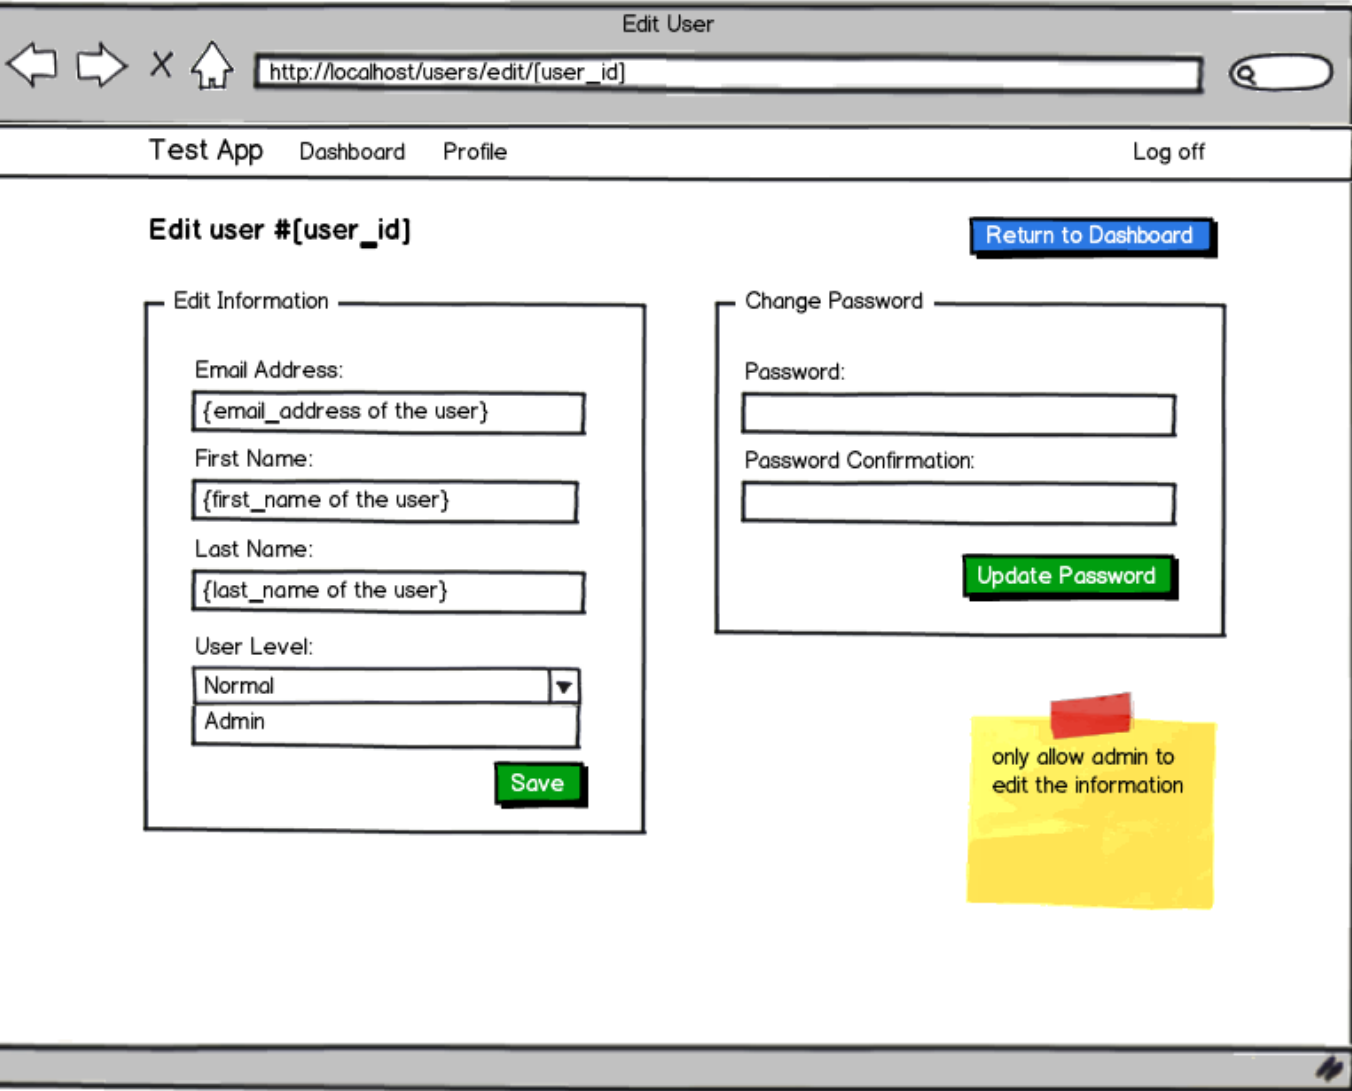 Edit User
http://localhost/users/edit/[user_id]
Test App Dashboard Profile Log off
Edit user #[user_id]
Return to Dashboard
Edit Information
Email Address:
{email_address of the user}
First Name:
{first_name of the user}
Last Name:
{last_name of the user}
User Level:
Normal
Admin
Save
Change Password
Password:
Password Confirmation:
Update Password
only allow admin to
edit the information